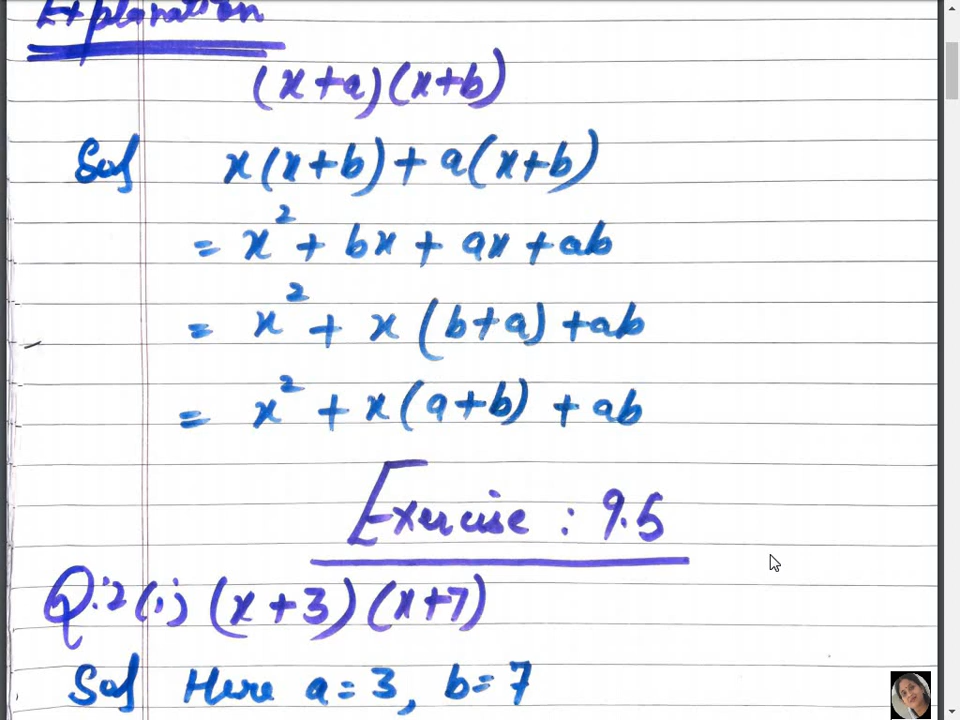 Explanation
(x+a)(x+b)
Sol x(x+b)+a(x+b)
= x² + bx + ax + ab
= x² + x(b+a) + ab
= x² + x(a+b) + ab
Exercise : 9.5
Q:2(i) (x+3)(x+7)
Sol Here a=3, b=7